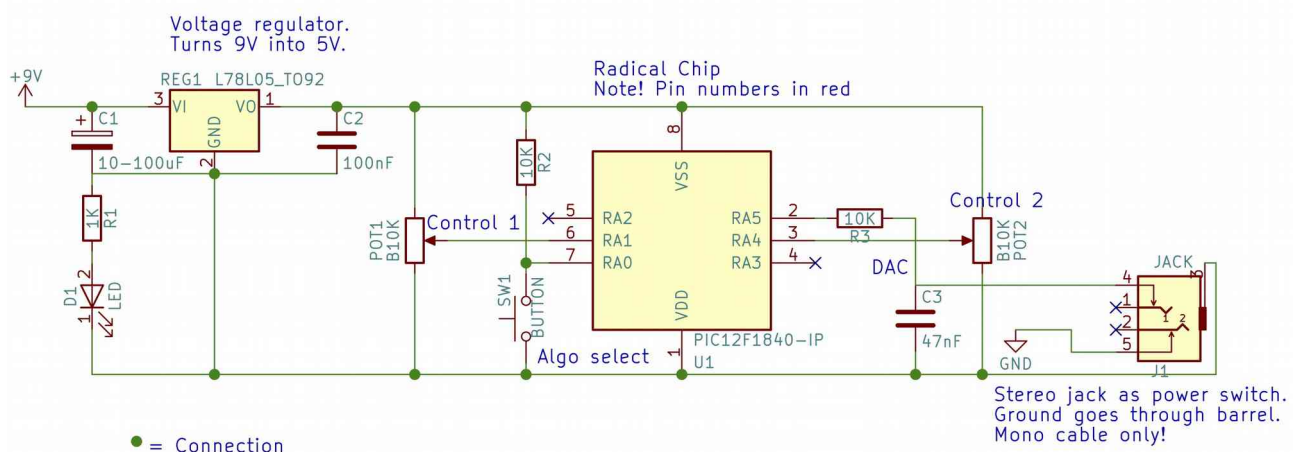 Voltage regulator.
Turns 9V into 5V.
+9V
REG1 L78L05_TO92
3 VI VO 1
GND
2
+ C1
10-100uF
C2
100nF
1K R1
2
D1 LED
1
Radical Chip
Note! Pin numbers in red
10K R2
8
VSS
POT1
B10K
Control 1
5 RA2
6 RA1
7 RA0
RA5 2
RA4 3
RA3 4
10K
R3
Control 2
B10K
POT2
DAC
SW1
BUTTON
Algo select
VDD
1
PIC12F1840-IP
U1
C3
47nF
GND
JACK
3
4
1
2
5
1 2
J1
Stereo jack as power switch.
Ground goes through barrel.
Mono cable only!
= Connection